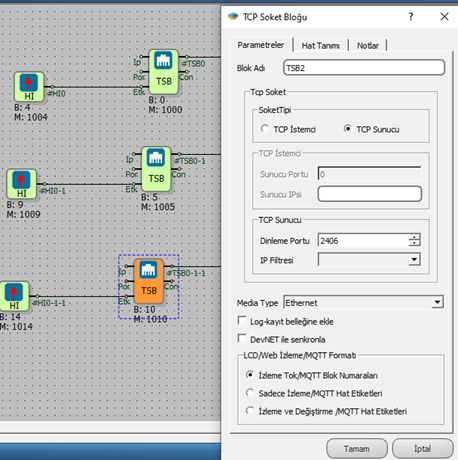 TCP Soket Bloğu
Parametreler
Hat Tanımı
Notlar
Blok Adı
TSB2
Tcp Soket
SoketTipi
TCP İstemci
TCP Sunucu
TCP İstemci
Sunucu Portu
0
Sunucu IPsi
TCP Sunucu
Dinleme Portu
2406
IP Filtresi
Media Type
Ethernet
Log-kayıt belleğine ekle
DevNET ile senkronla
LCD/Web İzleme/MQTT Formatı
İzleme Tok/MQTT Blok Numaraları
Sadece İzleme/MQTT Hat Etiketleri
İzleme ve Değiştirme /MQTT Hat Etiketleri
Tamam
İptal
HI
#HI0
B: 4
M: 1004
Ip
Por
Etk
TSB
#TSB0
Con
B: 0
M: 1000
HI
#HI0-1
B: 9
M: 1009
Ip
Por
Etk
TSB
#TSB0-1
Con
B: 5
M: 1005
HI
#HI0-1-1
B: 14
M: 1014
Ip
Por
Etk
TSB
#TSB0-1-1
Con
B: 10
M: 1010